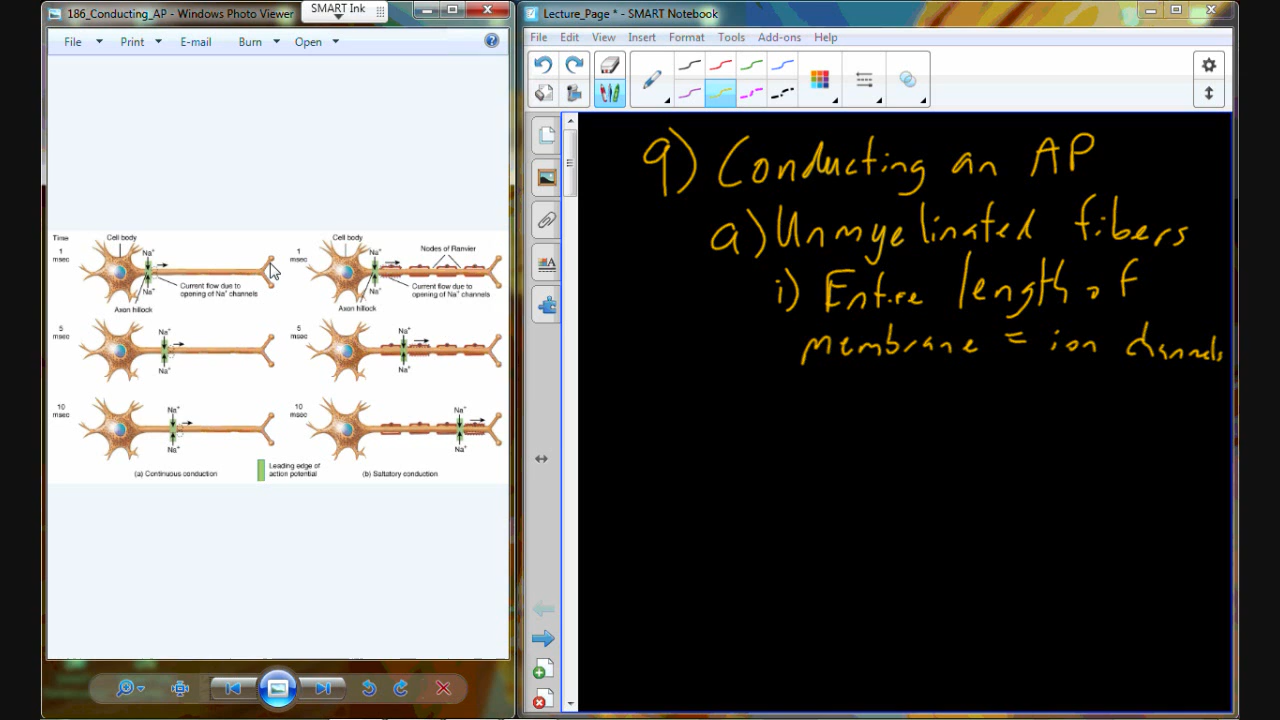 186_Conducting_AP - Windows Photo Viewer
SMART Ink
File Print E-mail Burn Open
Time
1 msec
Cell body
Na+
Na+
Current flow due to
opening of Na+ channels
Axon hillock
5 msec
Na+
Na+
10 msec
Na+
Na+
(a) Continuous conduction
Leading edge of
action potential
1 msec
Cell body
Na+
Nodes of Ranvier
Na+
Current flow due to
opening of Na+ channels
Axon hillock
5 msec
Na+
Na+
10 msec
Na+
Na+
(b) Saltatory conduction
Lecture_Page * - SMART Notebook
File Edit View Insert Format Tools Add-ons Help
9) Conducting an AP
a) Unmyelinated fibers
i) Entire length of
membrane = ion channels